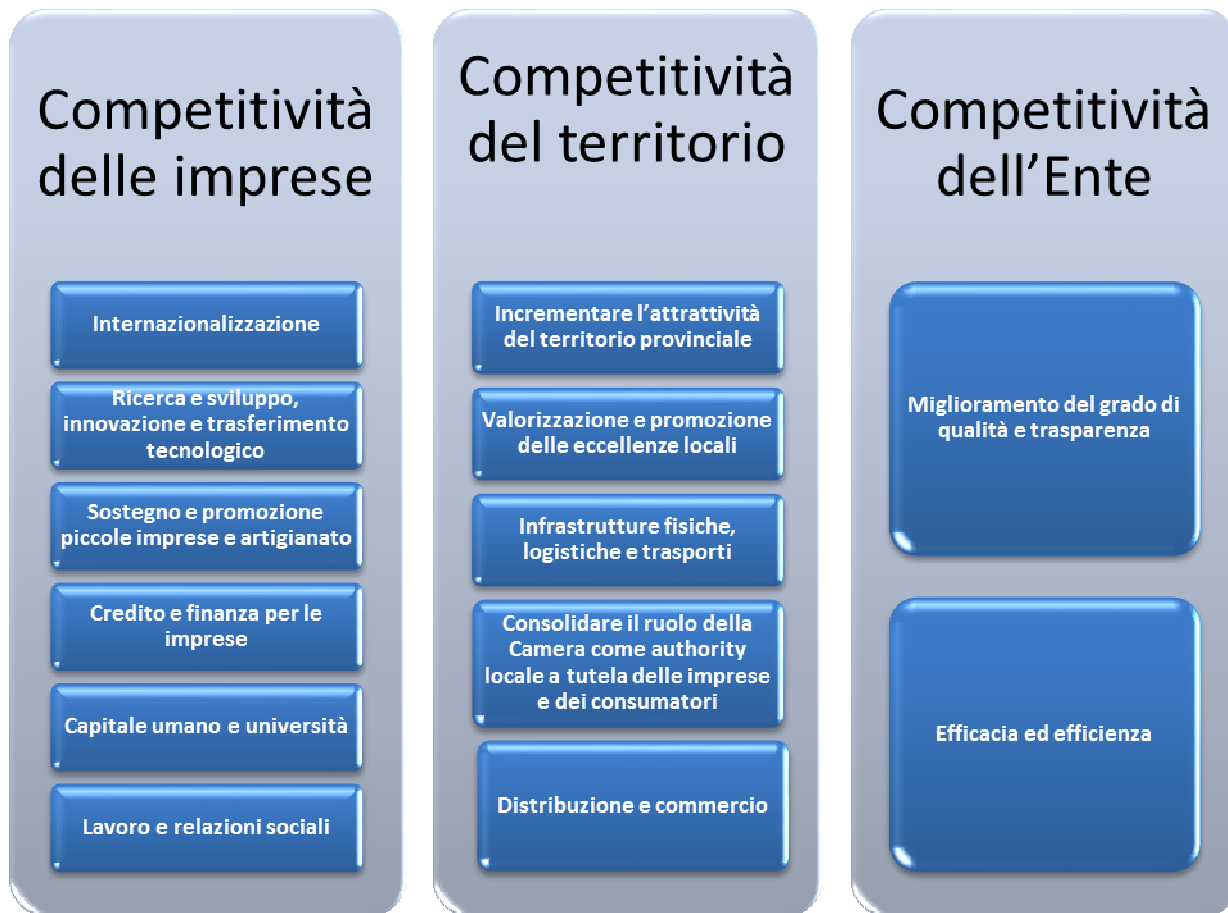 Competitività
delle imprese
Internazionalizzazione
Ricerca e sviluppo,
innovazione e trasferimento
tecnologico
Sostegno e promozione
piccole imprese e artigianato
Credito e finanza per le
imprese
Capitale umano e università
Lavoro e relazioni sociali
Competitività
del territorio
Incrementare l’attrattività
del territorio provinciale
Valorizzazione e promozione
delle eccellenze locali
Infrastrutture fisiche,
logistiche e trasporti
Consolidare il ruolo della
Camera come authority
locale a tutela delle imprese
e dei consumatori
Distribuzione e commercio
Competitività
dell’Ente
Miglioramento del grado di
qualità e trasparenza
Efficacia ed efficienza